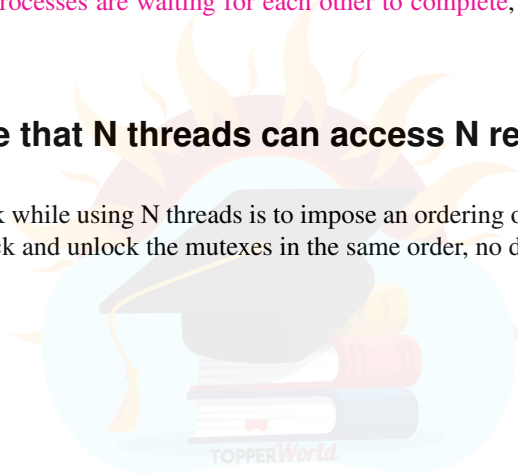 rocesses are waiting for each other to complete,
e that N threads can access N re
k while using N threads is to impose an ordering o
ck and unlock the mutexes in the same order, no d
TOPPERWorld